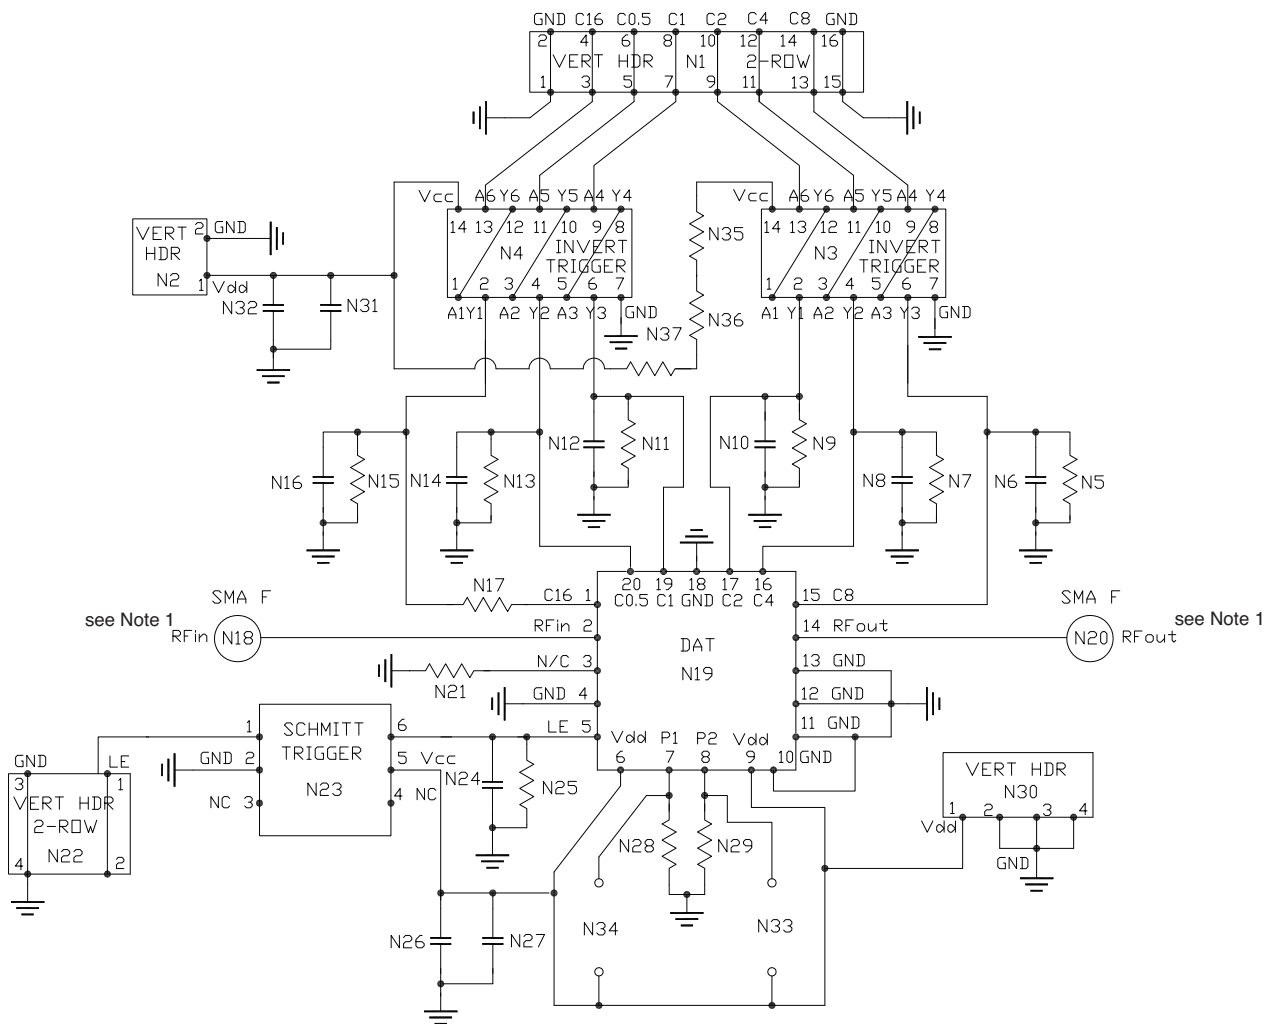 GND C16 C0.5 C1 C2 C4 C8 GND
2 4 6 8 10 12 14 16
VERT HDR N1 2-ROW
1 3 5 7 9 11 13 15
Vcc A6 Y6 A5 Y5 A4 Y4
14 13 12 11 10 9 8
N4 INVERT
TRIGGER
1 2 3 4 5 6 7
A1 Y1 A2 Y2 A3 Y3 GND
Vcc A6 Y6 A5 Y5 A4 Y4
14 13 12 11 10 9 8
N3 INVERT
TRIGGER
1 2 3 4 5 6 7
A1 Y1 A2 Y2 A3 Y3 GND
VERT
HDR
N2
2 GND
1 Vdd
N32 N31
N35
N36
N37
N16 N15 N14 N13 N12 N11 N10 N9 N8 N7 N6 N5
20 19 18 17 16
C0.5 C1 GND C2 C4
N17 C16 1
15 C8
SMA F
see Note 1
RFin N18
RFin 2
DAT
N19
14 RFout
SMA F
N20 RFout
see Note 1
N21 N/C 3
13 GND
GND 4
12 GND
LE 5
11 GND
Vdd P1 P2 Vdd
6 7 8 9 10 GND
SCHMITT
TRIGGER
N23
1 6
GND 2 5 Vcc
NC 3 4 NC
GND LE
3 1
VERT HDR
2-ROW
N22
4 2
N24 N25
N28 N29
N26 N27
N34 N33
VERT HDR
N30
1 2 3 4
Vdd
GND